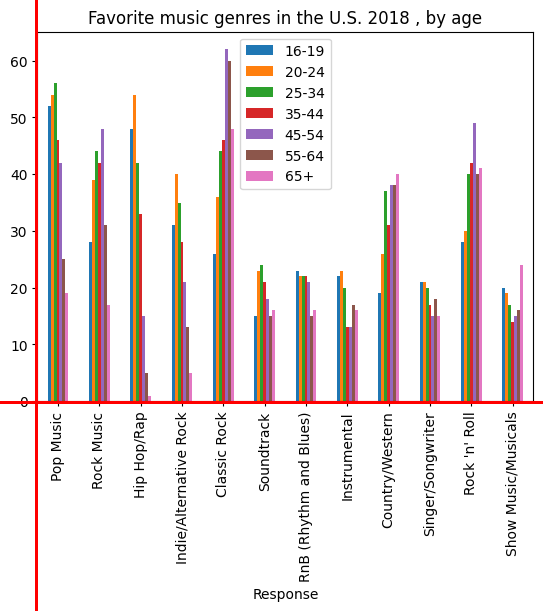 Favorite music genres in the U.S. 2018 , by age
60
50
40
30
20
10
0
16-19
20-24
25-34
35-44
45-54
55-64
65+
Pop Music
Rock Music
Hip Hop/Rap
Indie/Alternative Rock
Classic Rock
Soundtrack
RnB (Rhythm and Blues)
Instrumental
Country/Western
Singer/Songwriter
Rock 'n' Roll
Show Music/Musicals
Response